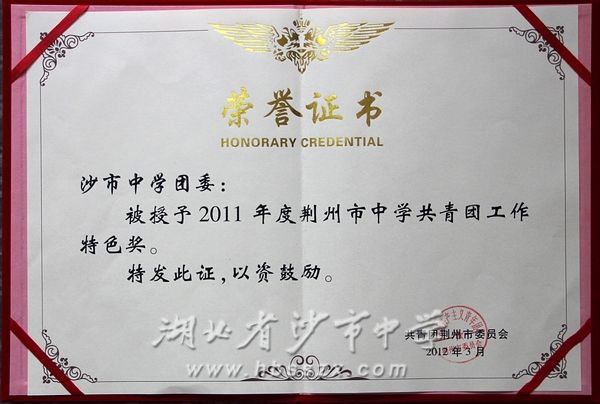 荣誉证书
HONORARY CREDENTIAL
沙市中学团委：
被授予2011年度荆州市中学共青团工作
特色奖。
特发此证，以资鼓励。
湖北省沙市中学
共青团荆州市委员会
2012年3月